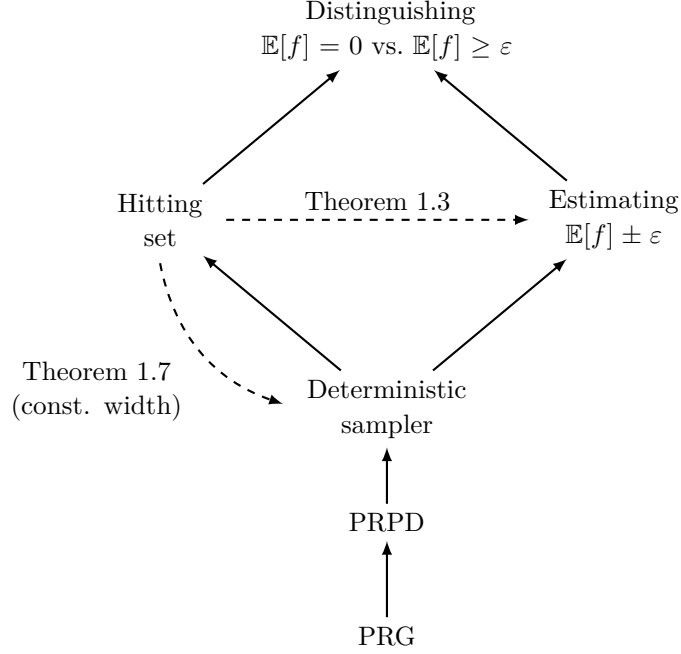 Distinguishing
𝔼[f] = 0 vs. 𝔼[f] ≥ ε
Hitting
set
Theorem 1.3
Estimating
𝔼[f] ± ε
Theorem 1.7
(const. width)
Deterministic
sampler
PRPD
PRG